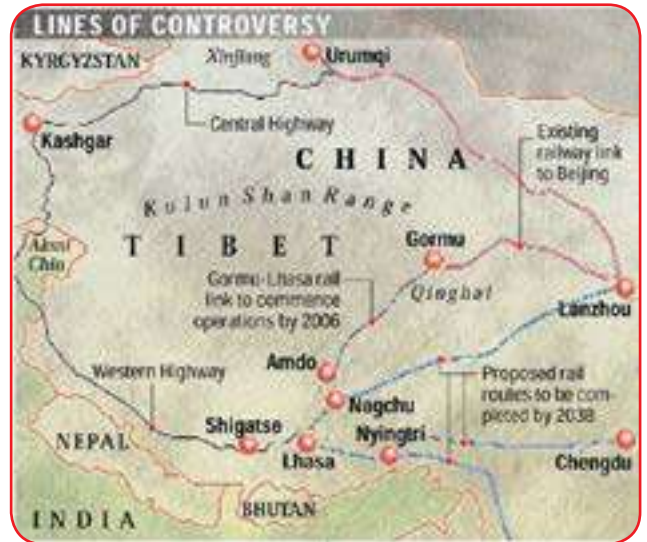 LINES OF CONTROVERSY
KYRGYZSTAN
Xinjiang
Urumqi
Kashgar
Central Highway
Existing
railway link
to Beijing
CHINA
Kulun Shan Range
Aksai
Chin
TIBET
Gormu
Gormu-Lhasa rail
link to commence
operations by 2006
Qinghai
Lanzhou
Amdo
Western Highway
Nagchu
Proposed rail
routes to be com-
pleted by 2038
Shigatse
Nyingtri
NEPAL
Lhasa
Chengdu
BHUTAN
INDIA